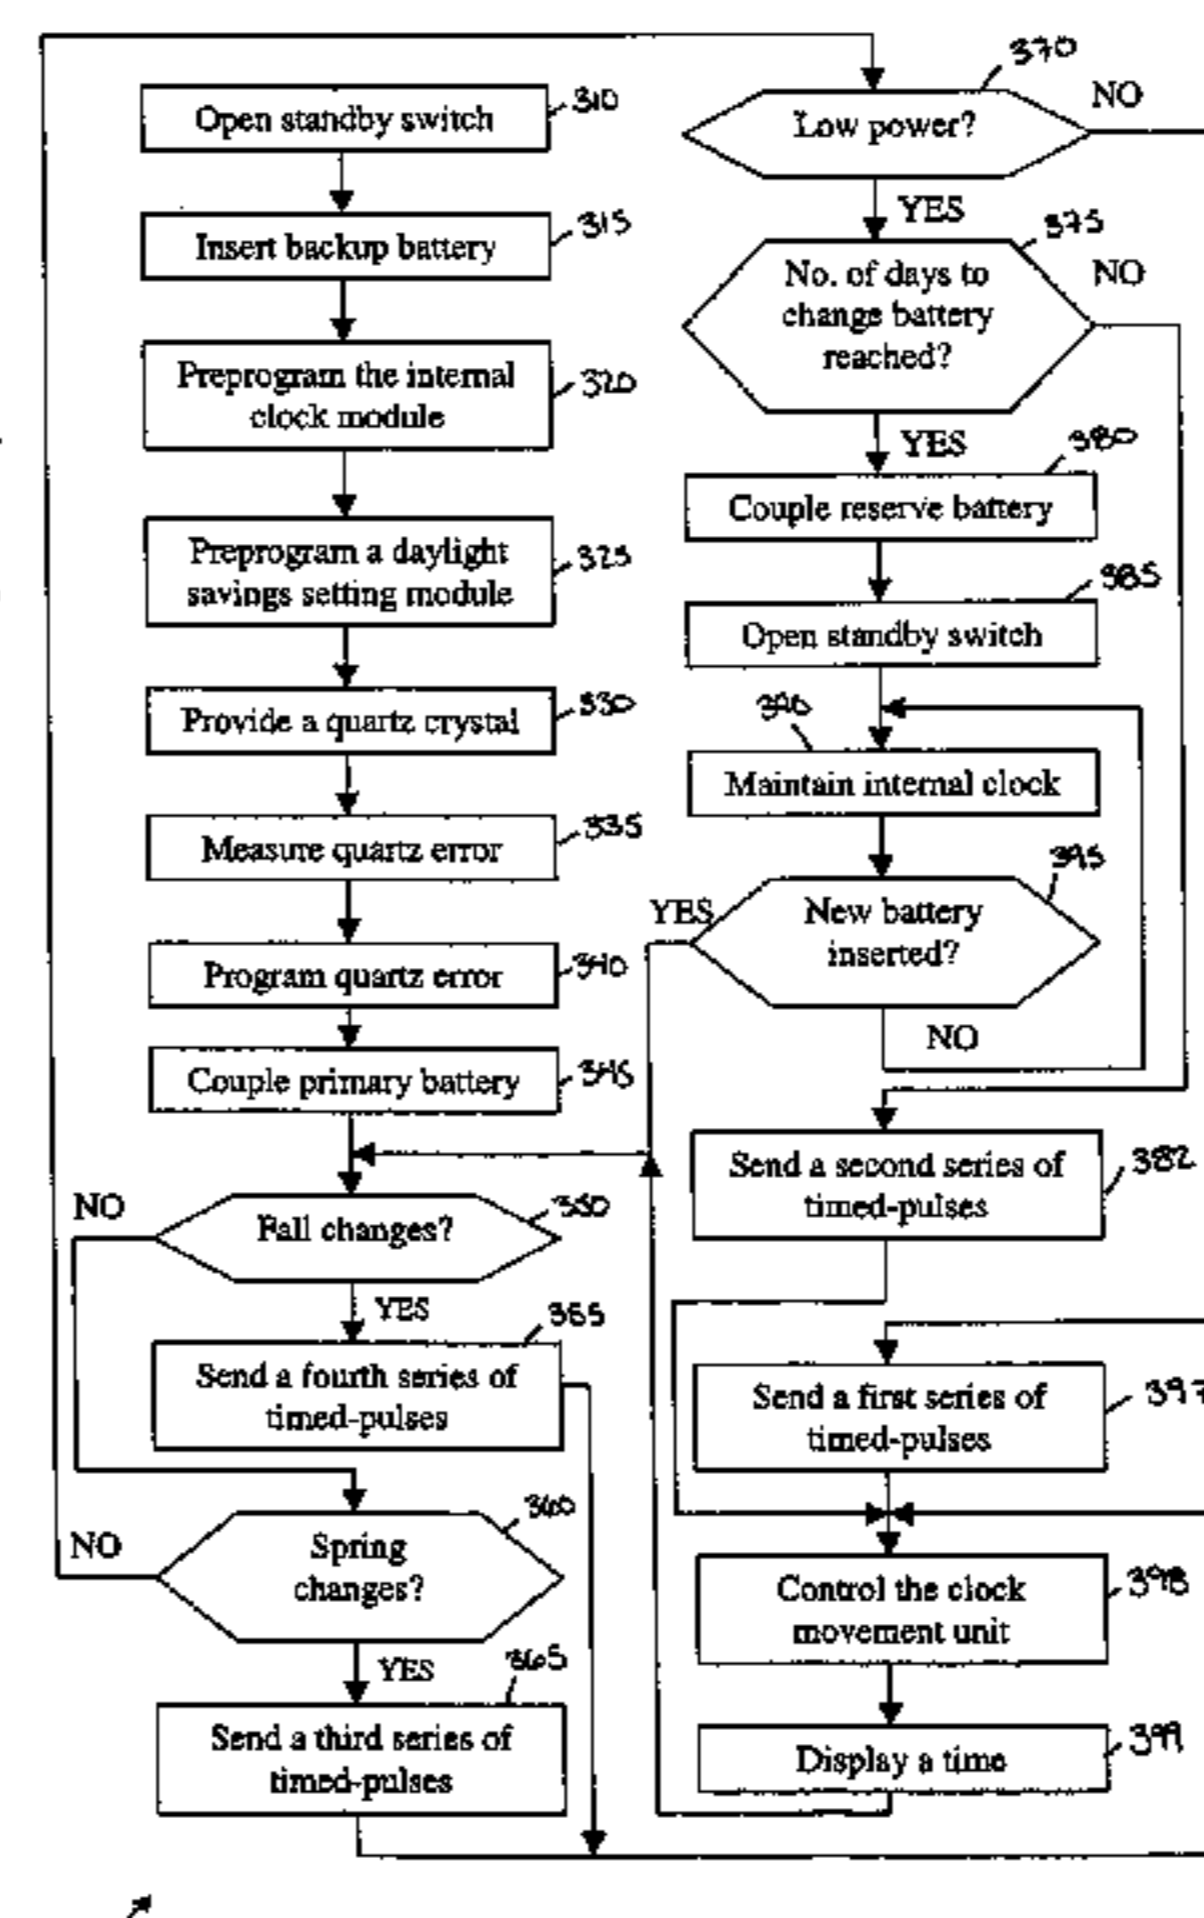 Open standby switch
310
Insert backup battery
315
Preprogram the internal
clock module
320
Preprogram a daylight
savings setting module
325
Provide a quartz crystal
330
Measure quartz error
335
Program quartz error
340
Couple primary battery
345
Fall changes?
350
NO
YES
355
Send a fourth series of
timed-pulses
Spring
changes?
360
NO
YES
365
Send a third series of
timed-pulses
370
Low power?
NO
YES
375
No. of days to
change battery
reached?
NO
YES
380
Couple reserve battery
385
Open standby switch
390
Maintain internal clock
395
New battery
inserted?
YES
NO
Send a second series of
timed-pulses
382
Send a first series of
timed-pulses
397
Control the clock
movement unit
398
Display a time
399